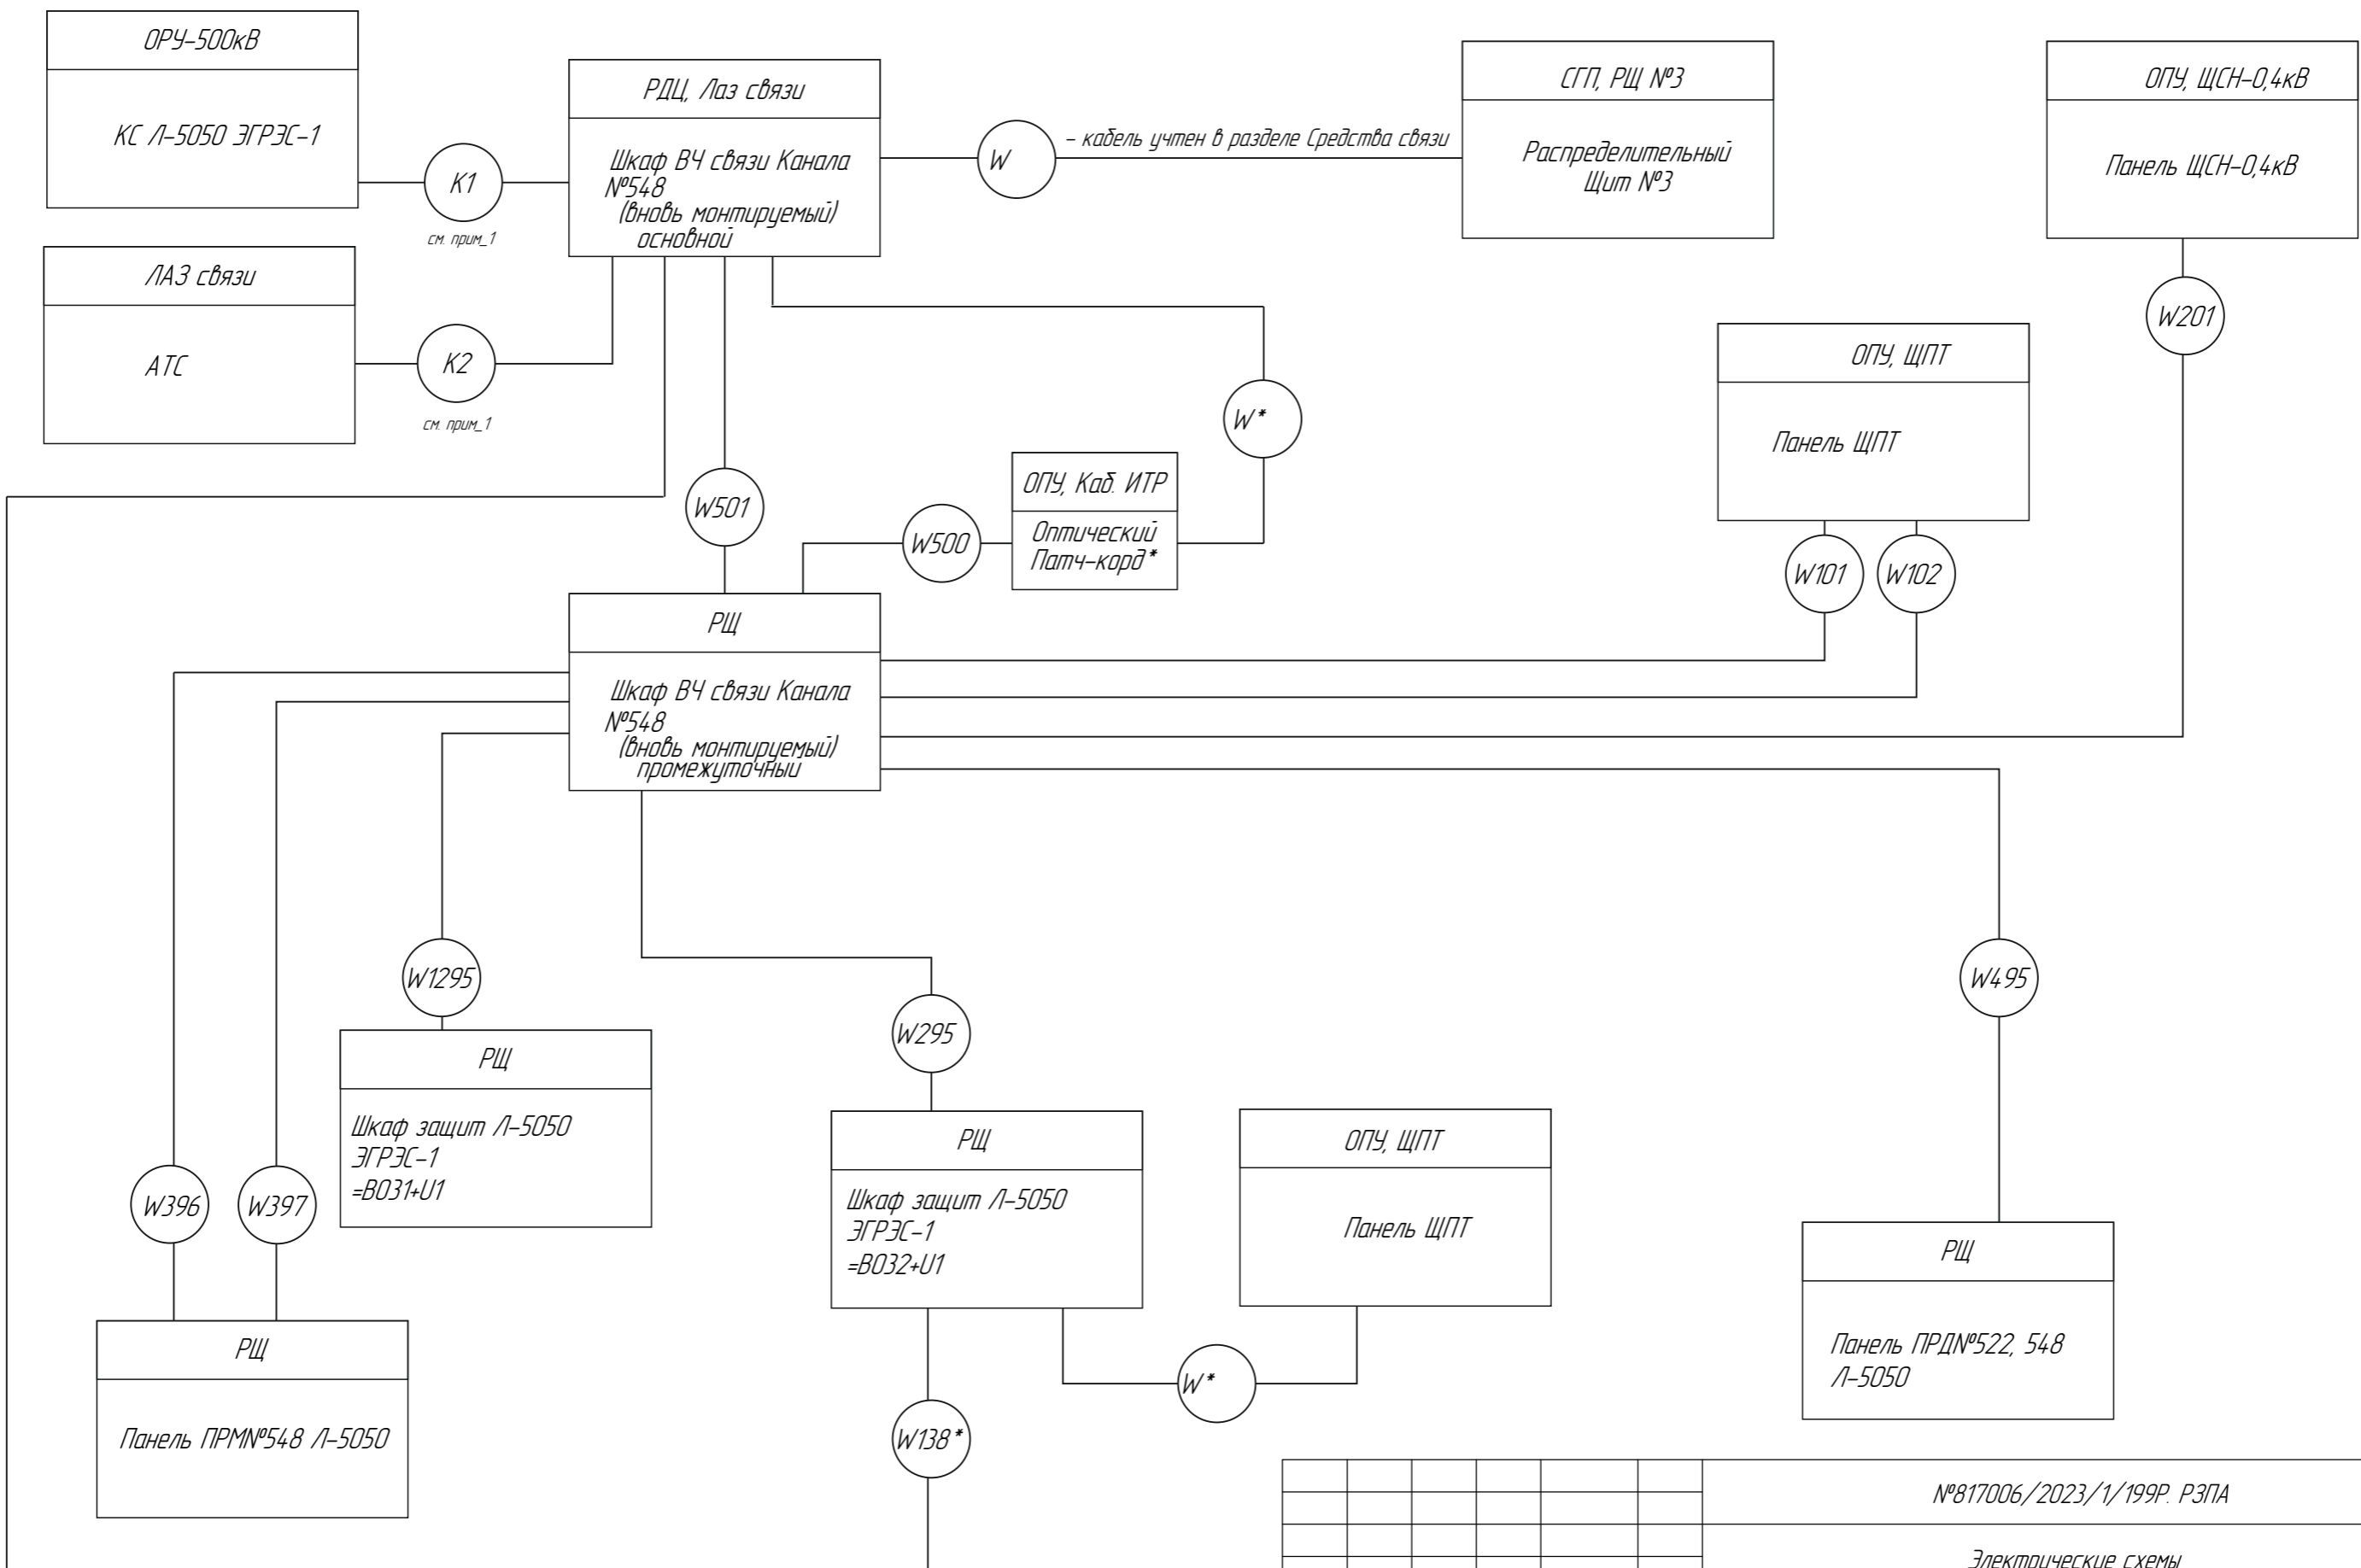 ОРУ-500кВ
КС Л-5050 ЭГРЭС-1
К1
см. прим_1
РДЦ, Лаз связи
Шкаф ВЧ связи Канала
№548
(вновь монтируемый)
основной
W
- кабель учтен в разделе Средства связи
СГП, РЩ №3
Распределительный
Щит №3
ОПУ, ЩСН-0,4кВ
Панель ЩСН-0,4кВ
W201
ЛАЗ связи
АТС
К2
см. прим_1
W501
W*
ОПУ, Каб. ИТР
Оптический
Патч-корд*
W500
ОПУ, ЩПТ
Панель ЩПТ
W101
W102
РЩ
Шкаф ВЧ связи Канала
№548
(вновь монтируемый)
промежуточный
W1295
W295
W495
РЩ
Шкаф защит Л-5050
ЭГРЭС-1
=В031+U1
W396
W397
РЩ
Шкаф защит Л-5050
ЭГРЭС-1
=В032+U1
ОПУ, ЩПТ
Панель ЩПТ
РЩ
Панель ПРД№522, 548
Л-5050
РЩ
Панель ПРМ№548 Л-5050
W*
W138*
№817006/2023/1/199Р. РЗПА
Электрические схемы